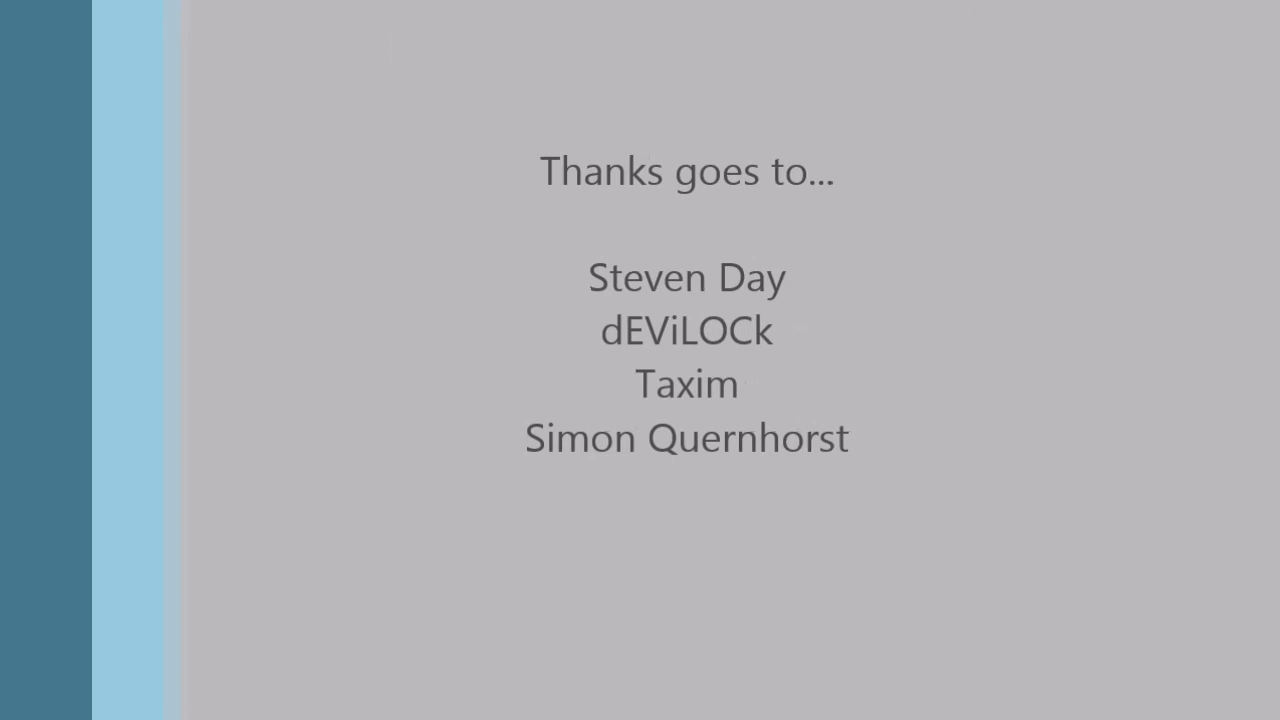 Thanks goes to...
Steven Day
dEViLOCk
Taxim
Simon Quernhorst